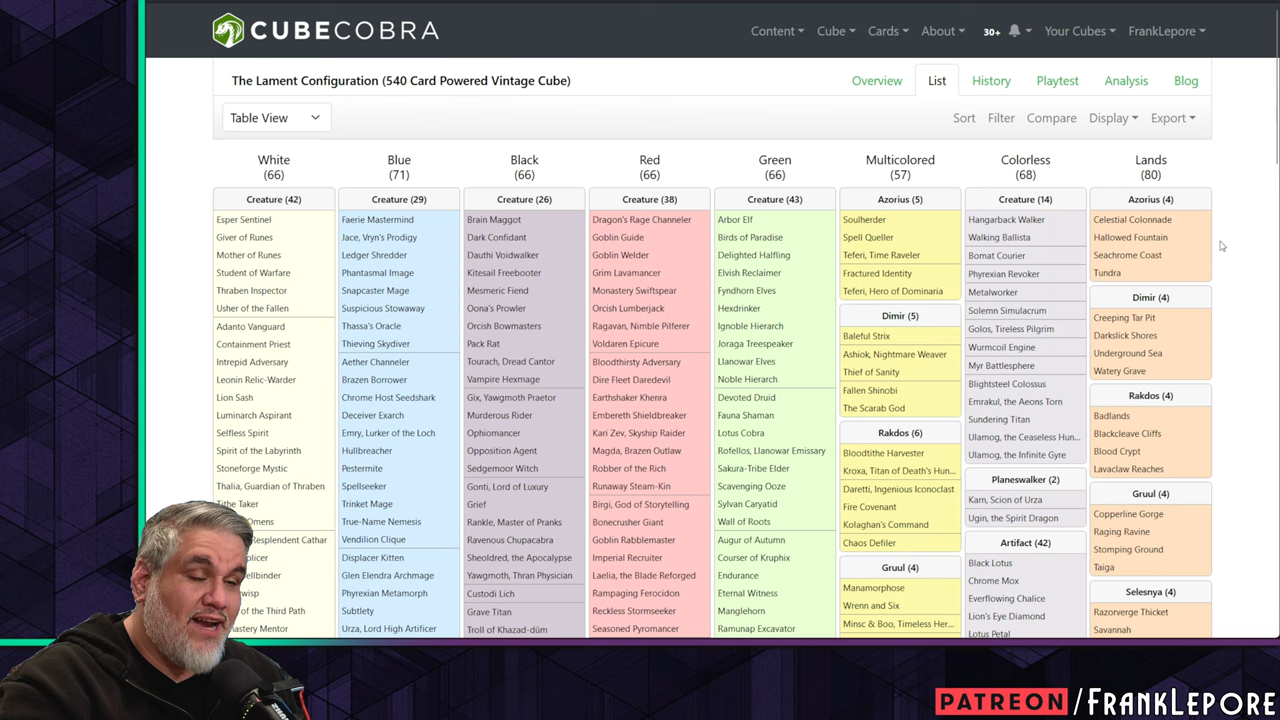 CUBECOBRA
Content
Cube
Cards
About
30+
Your Cubes
FrankLepore
The Lament Configuration (540 Card Powered Vintage Cube)
Overview
List
History
Playtest
Analysis
Blog
Table View
Sort
Filter
Compare
Display
Export
White
(66)
Creature (42)
Esper Sentinel
Giver of Runes
Mother of Runes
Student of Warfare
Thraben Inspector
Usher of the Fallen
Adanto Vanguard
Containment Priest
Intrepid Adversary
Leonin Relic-Warder
Lion Sash
Luminarch Aspirant
Selfless Spirit
Spirit of the Labyrinth
Stoneforge Mystic
Thalia, Guardian of Thraben
Tithe Taker
Omens
Resplendent Cathar
of the Third Path
Mentor
Blue
(71)
Creature (29)
Faerie Mastermind
Jace, Vryn's Prodigy
Ledger Shredder
Phantasmal Image
Snapcaster Mage
Suspicious Stowaway
Thassa's Oracle
Thieving Skydiver
Aether Channeler
Brazen Borrower
Chrome Host Seedshark
Deceiver Exarch
Emry, Lurker of the Loch
Hullbreacher
Pestermite
Spellseeker
Trinket Mage
True-Name Nemesis
Vendilion Clique
Displacer Kitten
Glen Elendra Archmage
Phyrexian Metamorph
Subtlety
Urza, Lord High Artificer
Black
(66)
Creature (26)
Brain Maggot
Dark Confidant
Dauthi Voidwalker
Kitesail Freebooter
Mesmeric Fiend
Oona's Prowler
Orcish Bowmasters
Pack Rat
Tourach, Dread Cantor
Vampire Hexmage
Gix, Yawgmoth Praetor
Murderous Rider
Ophiomancer
Opposition Agent
Sedgemoor Witch
Gonti, Lord of Luxury
Grief
Rankle, Master of Pranks
Ravenous Chupacabra
Sheoldred, the Apocalypse
Yawgmoth, Thran Physician
Custodi Lich
Grave Titan
Troll of Khazad-dûm
Red
(66)
Creature (38)
Dragon's Rage Channeler
Goblin Guide
Goblin Welder
Grim Lavamancer
Monastery Swiftspear
Orcish Lumberjack
Ragavan, Nimble Pilferer
Voldaren Epicure
Bloodthirsty Adversary
Dire Fleet Daredevil
Earthshaker Khenra
Embereth Shieldbreaker
Kari Zev, Skyship Raider
Magda, Brazen Outlaw
Robber of the Rich
Runaway Steam-Kin
Birgi, God of Storytelling
Bonecrusher Giant
Goblin Rabblemaster
Imperial Recruiter
Laelia, the Blade Reforged
Rampaging Ferocidon
Reckless Stormseeker
Seasoned Pyromancer
Green
(66)
Creature (43)
Arbor Elf
Birds of Paradise
Delighted Halfling
Elvish Reclaimer
Fyndhorn Elves
Hexdrinker
Ignoble Hierarch
Joraga Treespeaker
Llanowar Elves
Noble Hierarch
Devoted Druid
Fauna Shaman
Lotus Cobra
Rofellos, Llanowar Emissary
Sakura-Tribe Elder
Scavenging Ooze
Sylvan Caryatid
Wall of Roots
Augur of Autumn
Courser of Kruphix
Endurance
Eternal Witness
Manglehorn
Ramunap Excavator
Multicolored
(57)
Azorius (5)
Soulherder
Spell Queller
Teferi, Time Raveler
Fractured Identity
Teferi, Hero of Dominaria
Dimir (5)
Baleful Strix
Ashiok, Nightmare Weaver
Thief of Sanity
Fallen Shinobi
The Scarab God
Rakdos (6)
Bloodtithe Harvester
Kroxa, Titan of Death's Hun...
Daretti, Ingenious Iconoclast
Fire Covenant
Kolaghan's Command
Chaos Defiler
Gruul (4)
Manamorphose
Wrenn and Six
Minsc & Boo, Timeless Her...
Colorless
(68)
Creature (14)
Hangarback Walker
Walking Ballista
Bomat Courier
Phyrexian Revoker
Metalworker
Solemn Simulacrum
Golos, Tireless Pilgrim
Wurmcoil Engine
Myr Battlesphere
Blightsteel Colossus
Emrakul, the Aeons Torn
Sundering Titan
Ulamog, the Ceaseless Hun...
Ulamog, the Infinite Gyre
Planeswalker (2)
Karn, Scion of Urza
Ugin, the Spirit Dragon
Artifact (42)
Black Lotus
Chrome Mox
Everflowing Chalice
Lion's Eye Diamond
Lotus Petal
Lands
(80)
Azorius (4)
Celestial Colonnade
Hallowed Fountain
Seachrome Coast
Tundra
Dimir (4)
Creeping Tar Pit
Darkslick Shores
Underground Sea
Watery Grave
Rakdos (4)
Badlands
Blackcleave Cliffs
Blood Crypt
Lavaclaw Reaches
Gruul (4)
Copperline Gorge
Raging Ravine
Stomping Ground
Taiga
Selesnya (4)
Razorverge Thicket
Savannah
PATREON/FRANKLEPORE